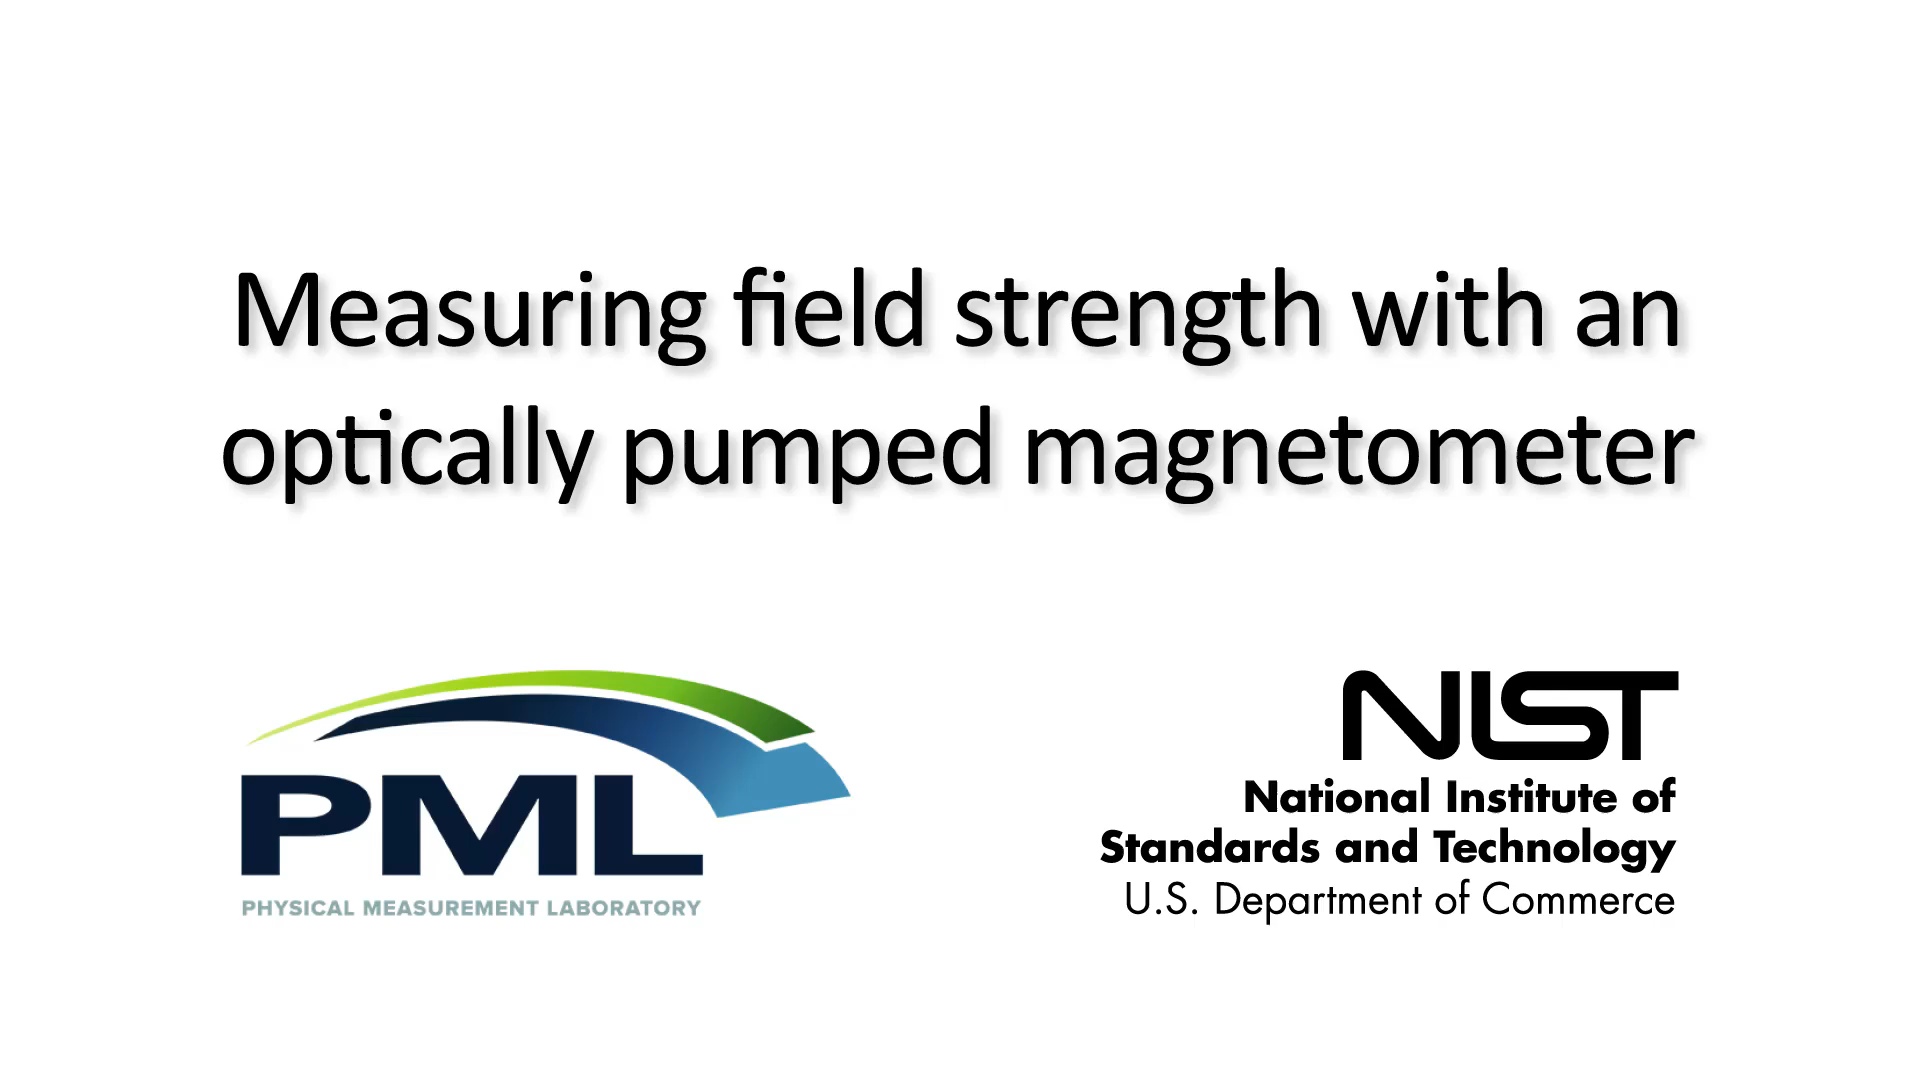 Measuring field strength with an
optically pumped magnetometer
PML
PHYSICAL MEASUREMENT LABORATORY
NIST
National Institute of
Standards and Technology
U.S. Department of Commerce